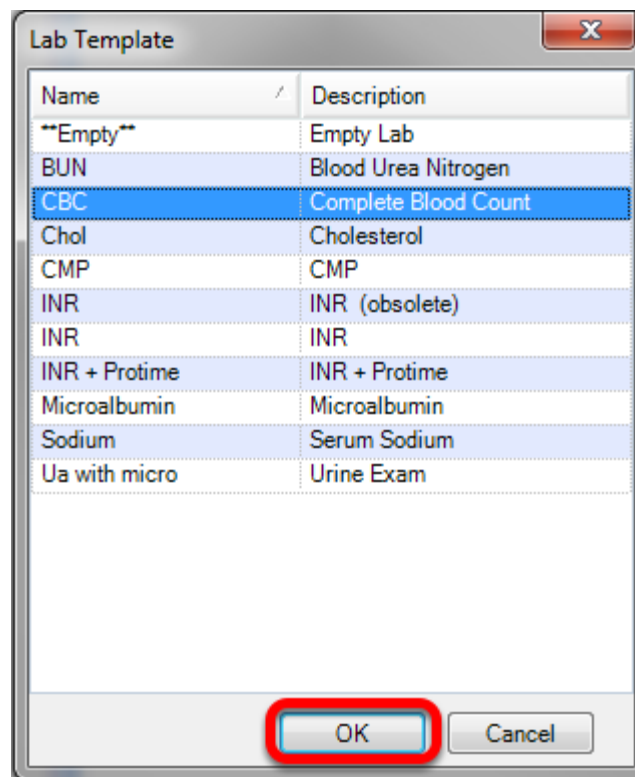 Lab Template
Name Description
**Empty** Empty Lab
BUN Blood Urea Nitrogen
CBC Complete Blood Count
Chol Cholesterol
CMP CMP
INR INR (obsolete)
INR INR
INR + Protime INR + Protime
Microalbumin Microalbumin
Sodium Serum Sodium
Ua with micro Urine Exam
OK Cancel